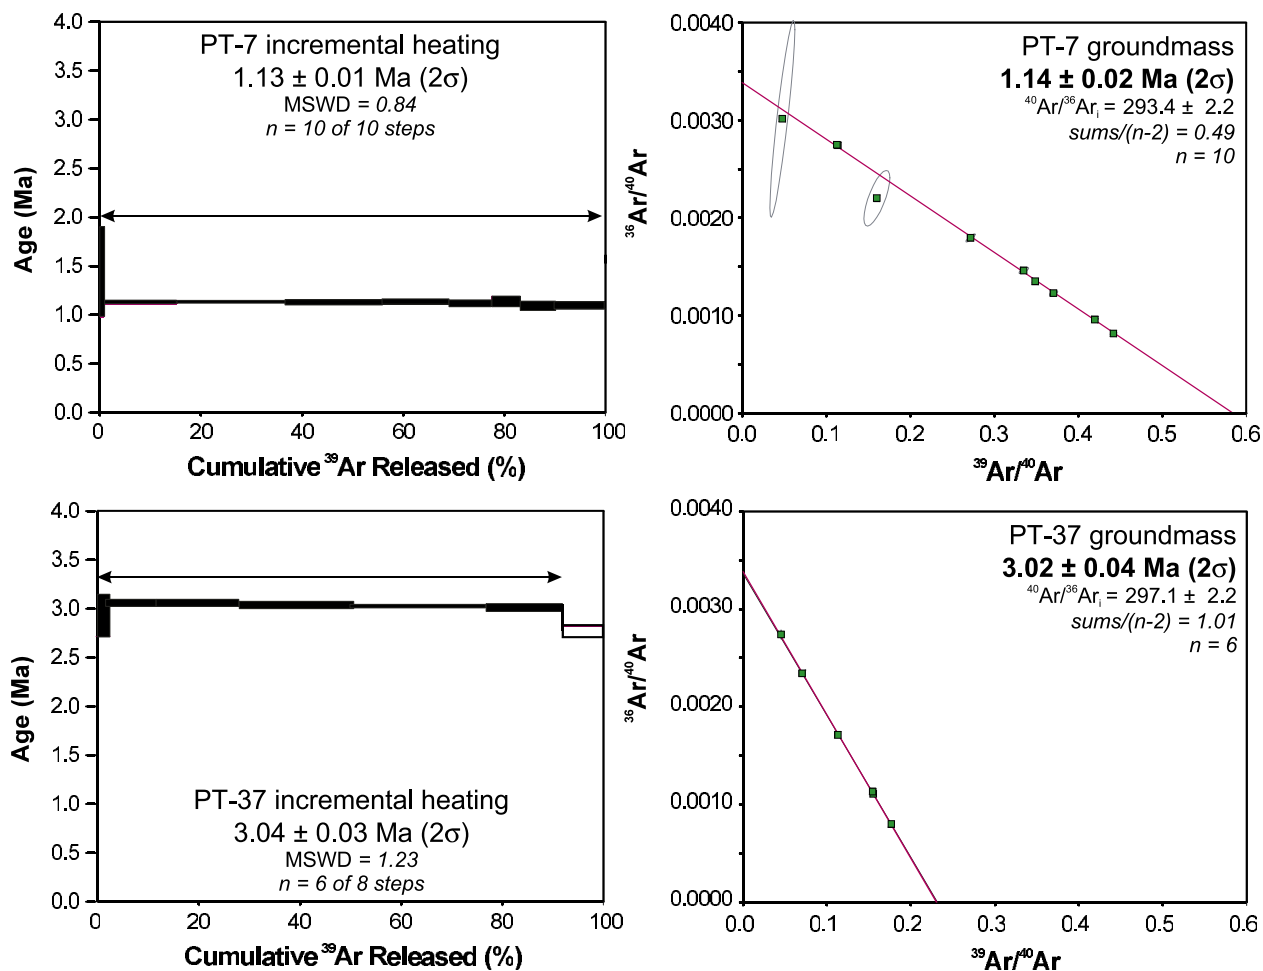 PT-7 incremental heating
1.13 ± 0.01 Ma (2σ)
MSWD = 0.84
n = 10 of 10 steps
Age (Ma)
4.0
3.5
3.0
2.5
2.0
1.5
1.0
0.5
0.0
0 20 40 60 80 100
Cumulative ³⁹Ar Released (%)
PT-7 groundmass
1.14 ± 0.02 Ma (2σ)
⁴⁰Ar/³⁶Arᵢ = 293.4 ± 2.2
sums/(n-2) = 0.49
n = 10
³⁶Ar/⁴⁰Ar
0.0040
0.0030
0.0020
0.0010
0.0000
0.0 0.1 0.2 0.3 0.4 0.5 0.6
³⁹Ar/⁴⁰Ar
PT-37 incremental heating
3.04 ± 0.03 Ma (2σ)
MSWD = 1.23
n = 6 of 8 steps
Age (Ma)
4.0
3.5
3.0
2.5
2.0
1.5
1.0
0.5
0.0
0 20 40 60 80 100
Cumulative ³⁹Ar Released (%)
PT-37 groundmass
3.02 ± 0.04 Ma (2σ)
⁴⁰Ar/³⁶Arᵢ = 297.1 ± 2.2
sums/(n-2) = 1.01
n = 6
³⁶Ar/⁴⁰Ar
0.0040
0.0030
0.0020
0.0010
0.0000
0.0 0.1 0.2 0.3 0.4 0.5 0.6
³⁹Ar/⁴⁰Ar